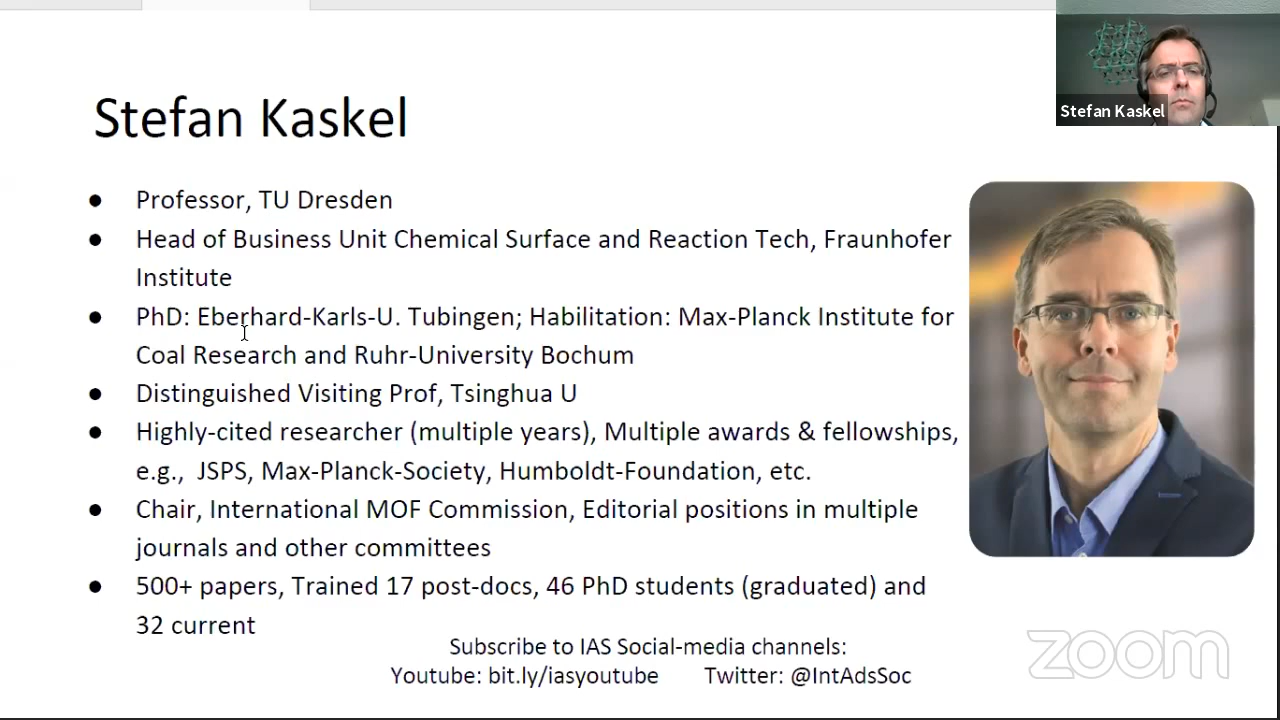 Stefan Kaskel
Stefan Kaskel
● Professor, TU Dresden
● Head of Business Unit Chemical Surface and Reaction Tech, Fraunhofer
Institute
● PhD: Eberhard-Karls-U. Tubingen; Habilitation: Max-Planck Institute for
Coal Research and Ruhr-University Bochum
● Distinguished Visiting Prof, Tsinghua U
● Highly-cited researcher (multiple years), Multiple awards & fellowships,
e.g., JSPS, Max-Planck-Society, Humboldt-Foundation, etc.
● Chair, International MOF Commission, Editorial positions in multiple
journals and other committees
● 500+ papers, Trained 17 post-docs, 46 PhD students (graduated) and
32 current
Subscribe to IAS Social-media channels:
Youtube: bit.ly/iasyoutube Twitter: @IntAdsSoc
zoom